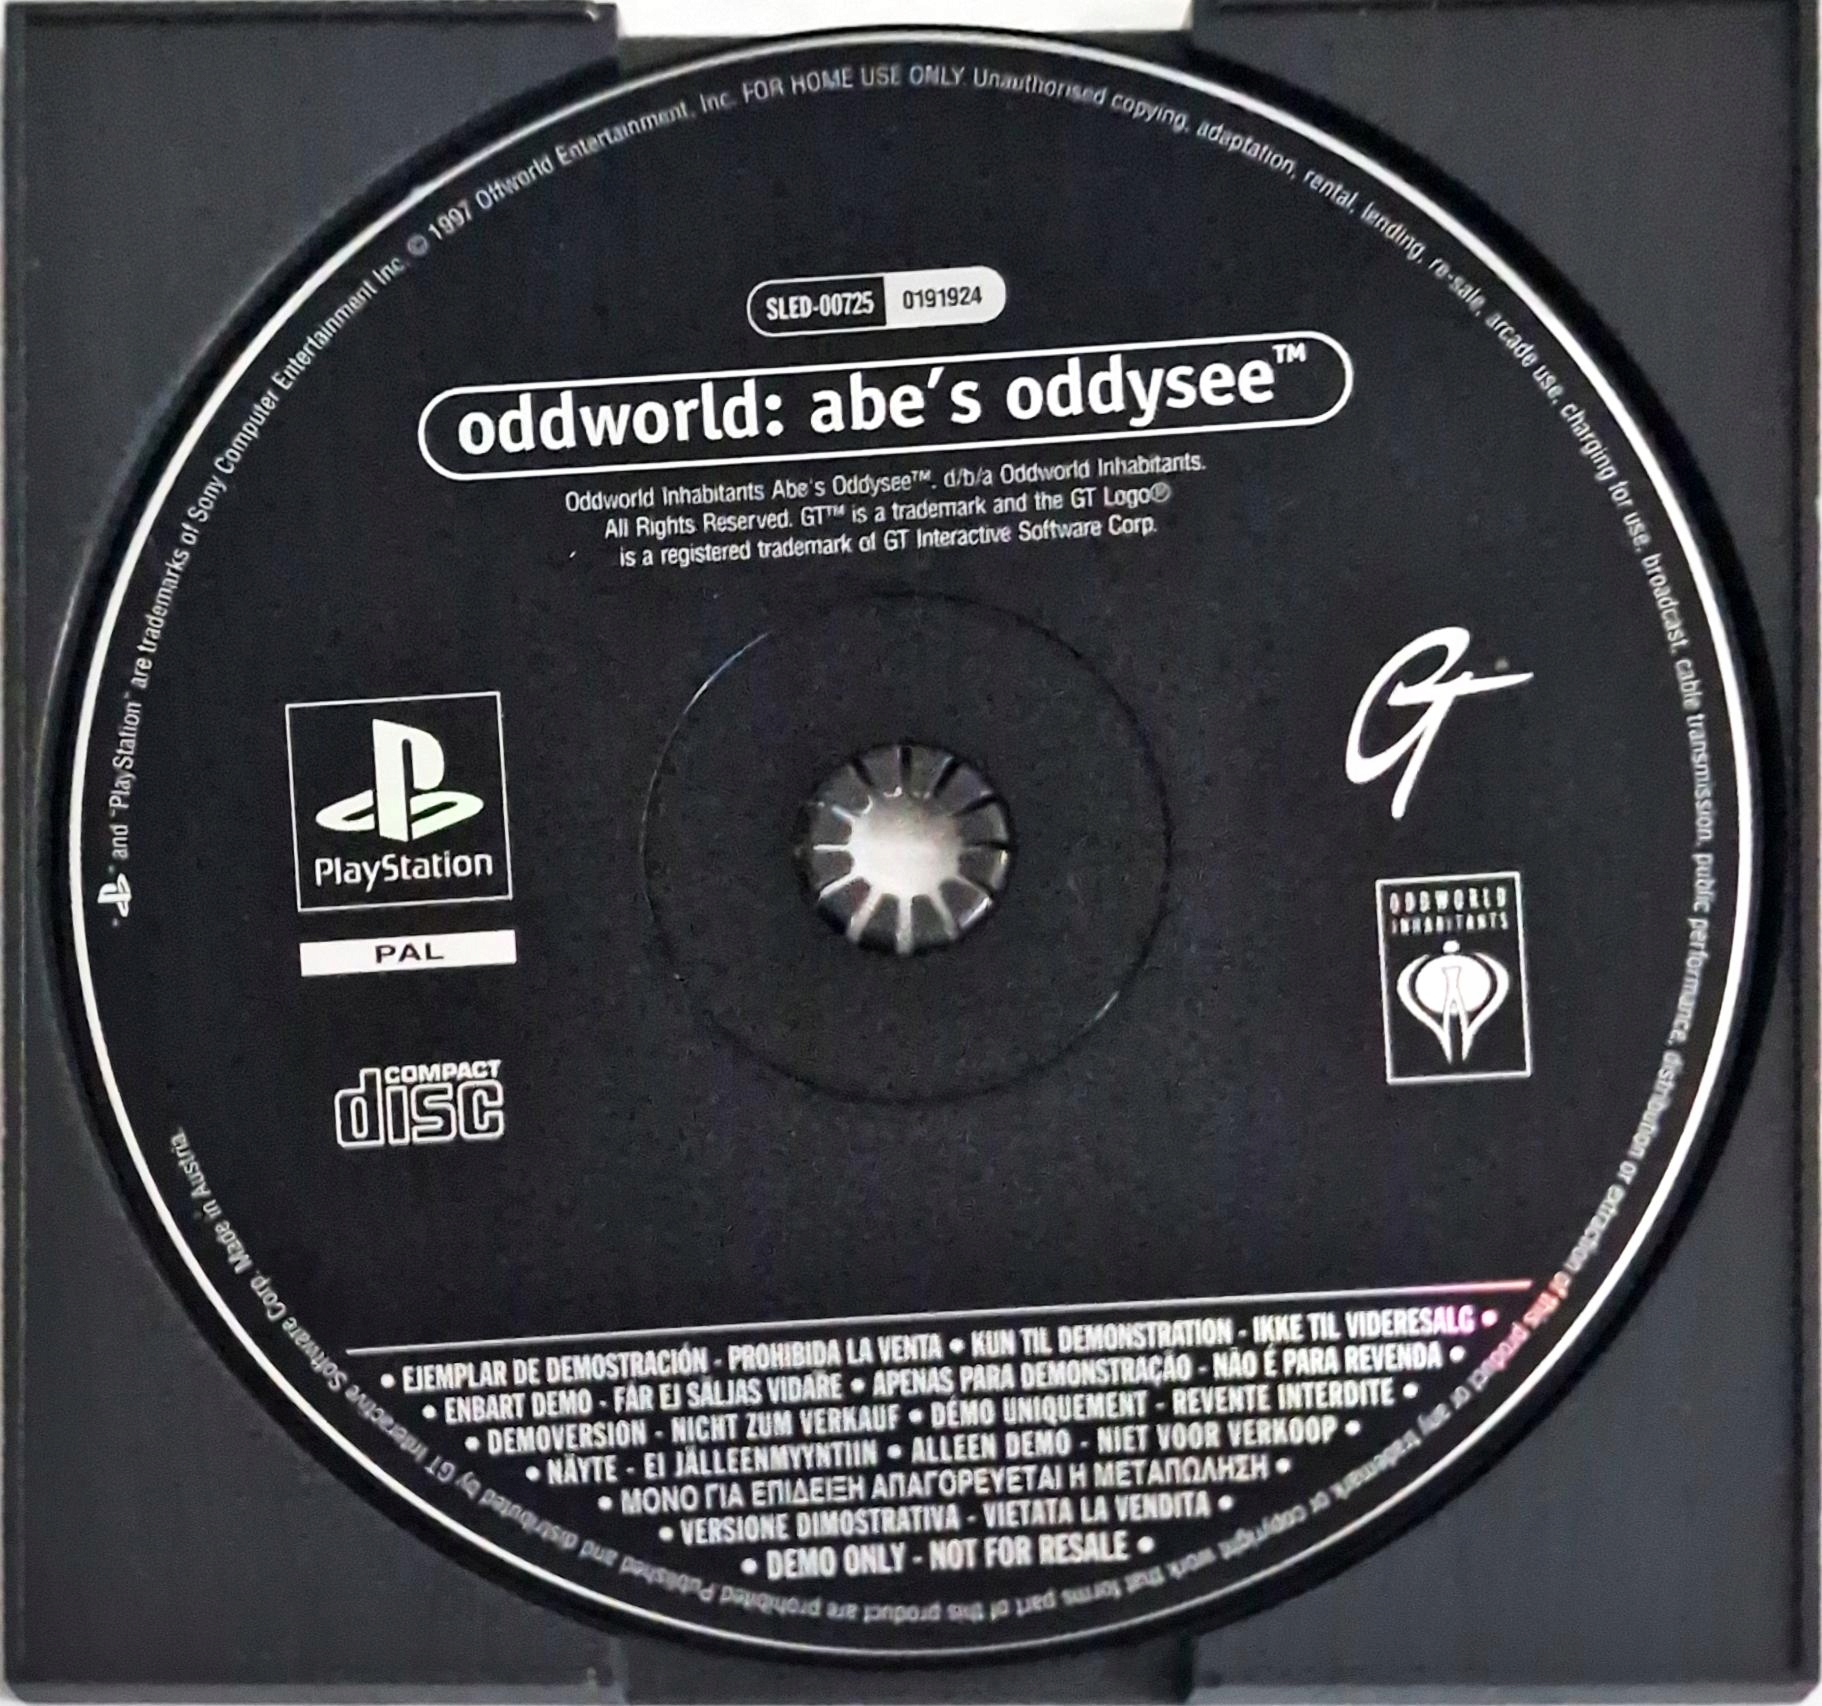 SLED-00725 0191924
oddworld: abe's oddysee™
Oddworld Inhabitants Abe's Oddysee™. d/b/a Oddworld Inhabitants.
All Rights Reserved. GT™ is a trademark and the GT Logo®
is a registered trademark of GT Interactive Software Corp.
GT
PlayStation
PAL
COMPACT
disc
ODDWORLD
INHABITANTS
• EJEMPLAR DE DEMOSTRACIÓN - PROHIBIDA LA VENTA • KUN TIL DEMONSTRATION - IKKE TIL VIDERESALG •
• ENBART DEMO - FÅR EJ SÄLJAS VIDARE • APENAS PARA DEMONSTRAÇÃO - NÃO É PARA REVENDA •
• DEMOVERSION - NICHT ZUM VERKAUF • DÉMO UNIQUEMENT - REVENTE INTERDITE •
• NÄYTE - EI JÄLLEENMYYNTIIN • ALLEEN DEMO - NIET VOOR VERKOOP •
• ΜΟΝΟ ΓΙΑ ΕΠΙΔΕΙΞΗ ΑΠΑΓΟΡΕΥΕΤΑΙ Η ΜΕΤΑΠΩΛΗΣΗ •
• VERSIONE DIMOSTRATIVA - VIETATA LA VENDITA •
• DEMO ONLY - NOT FOR RESALE •
" and "PlayStation" are trademarks of Sony Computer Entertainment Inc. © 1997 Offworld Entertainment, Inc. FOR HOME USE ONLY. Unauthorised copying, adaptation, rental, lending, re-sale, arcade use, charging for use, broadcast, cable transmission, public performance, distribution or extraction of this product or any trademark or copyright work that forms part of this product are prohibited. Published and distributed by GT Interactive Software Corp. Made in Austria.